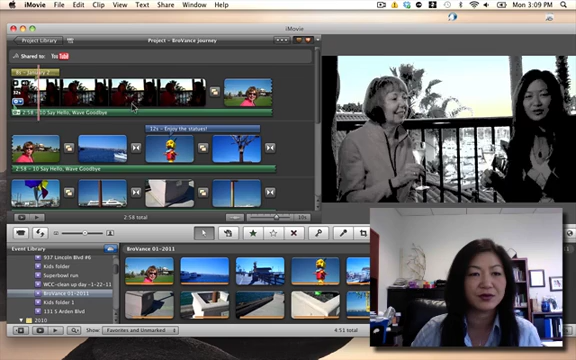 iMovie File Edit Clip View Text Share Window Help Mon 3:09 PM
iMovie
Project Library Project - BroVance journey
Shared to: You Tube
2:58 - 10 Say Hello, Wave Goodbye
12s - Enjoy the statues!
2:58 - 10 Say Hello, Wave Goodbye
2:58 total 10s
Event Library BroVance 01-2011
937 Lincoln Blvd #6
Kids folder
Superbowl run
WCC-clean up day -1-22-11
BroVance 01-2011
Kids folder 1
131 S Arden Blvd
2010
Show: Favorites and Unmarked 4:51 total